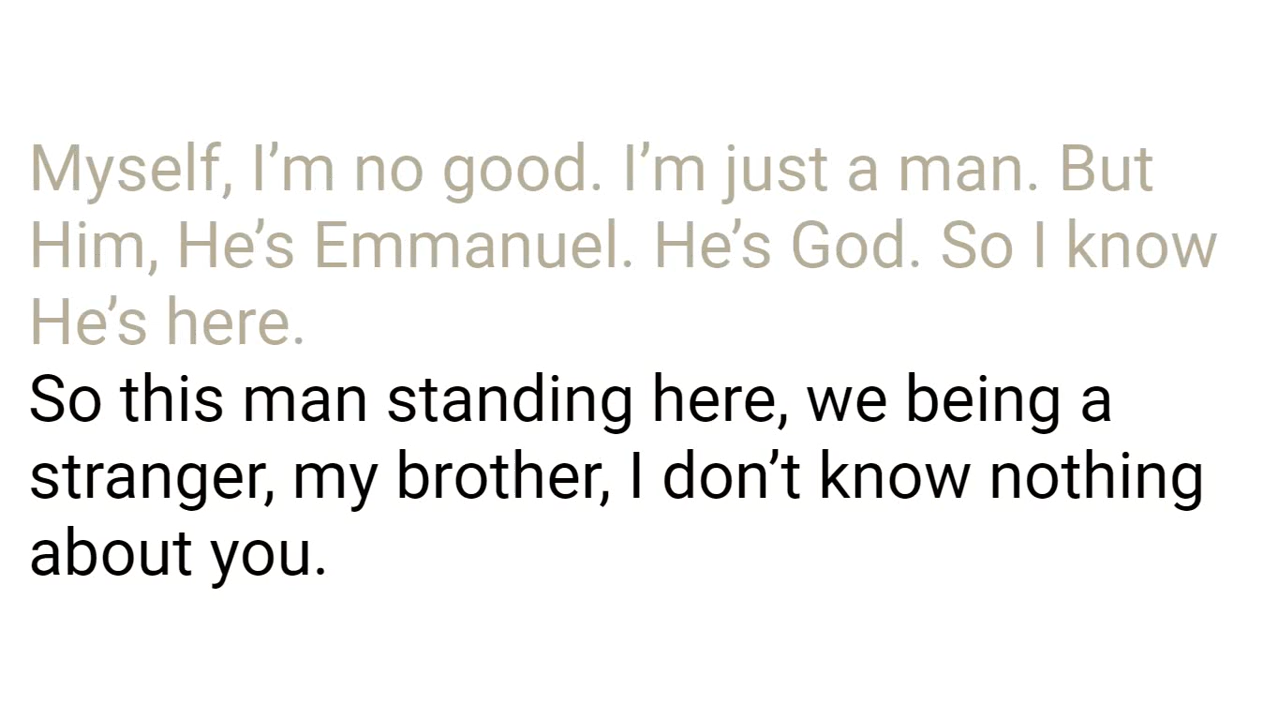 Myself, I’m no good. I’m just a man. But
Him, He’s Emmanuel. He’s God. So I know
He’s here.
So this man standing here, we being a
stranger, my brother, I don’t know nothing
about you.